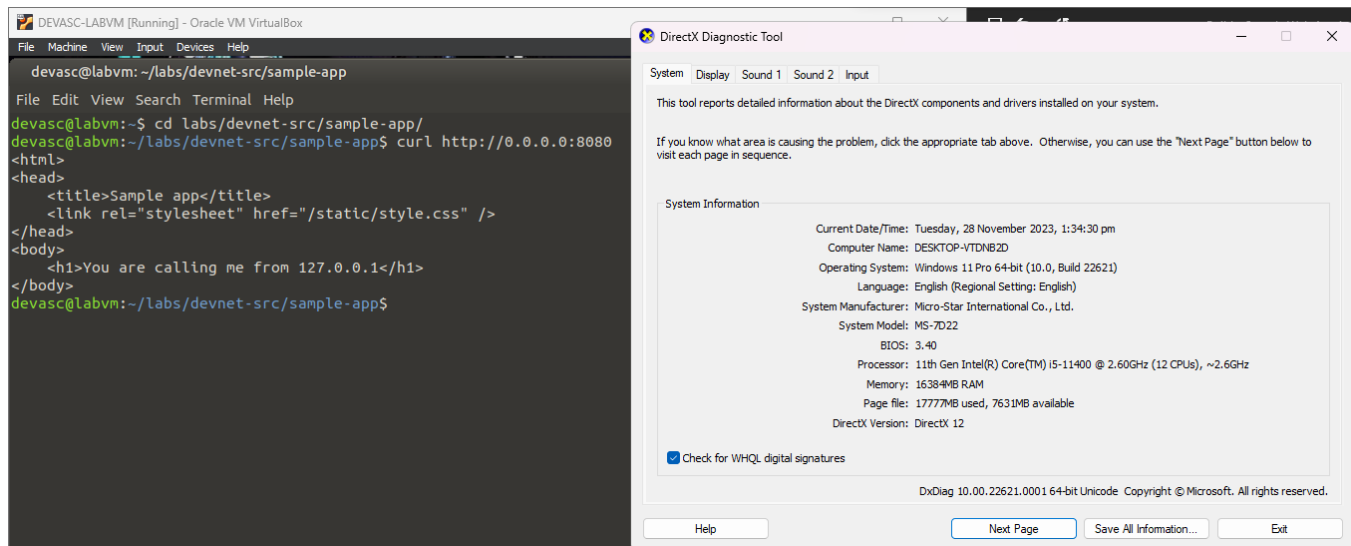 DEVASC-LABVM [Running] - Oracle VM VirtualBox
File Machine View Input Devices Help
devasc@labvm: ~/labs/devnet-src/sample-app
File Edit View Search Terminal Help
devasc@labvm:~$ cd labs/devnet-src/sample-app/
devasc@labvm:~/labs/devnet-src/sample-app$ curl http://0.0.0.0:8080
<html>
<head>
    <title>Sample app</title>
    <link rel="stylesheet" href="/static/style.css" />
</head>
<body>
    <h1>You are calling me from 127.0.0.1</h1>
</body>
devasc@labvm:~/labs/devnet-src/sample-app$
DirectX Diagnostic Tool
System Display Sound 1 Sound 2 Input
This tool reports detailed information about the DirectX components and drivers installed on your system.
If you know what area is causing the problem, click the appropriate tab above. Otherwise, you can use the "Next Page" button below to
visit each page in sequence.
System Information
Current Date/Time: Tuesday, 28 November 2023, 1:34:30 pm
Computer Name: DESKTOP-VTDNB2D
Operating System: Windows 11 Pro 64-bit (10.0, Build 22621)
Language: English (Regional Setting: English)
System Manufacturer: Micro-Star International Co., Ltd.
System Model: MS-7D22
BIOS: 3.40
Processor: 11th Gen Intel(R) Core(TM) i5-11400 @ 2.60GHz (12 CPUs), ~2.6GHz
Memory: 16384MB RAM
Page file: 17777MB used, 7631MB available
DirectX Version: DirectX 12
Check for WHQL digital signatures
DxDiag 10.00.22621.0001 64-bit Unicode Copyright © Microsoft. All rights reserved.
Help Next Page Save All Information... Exit